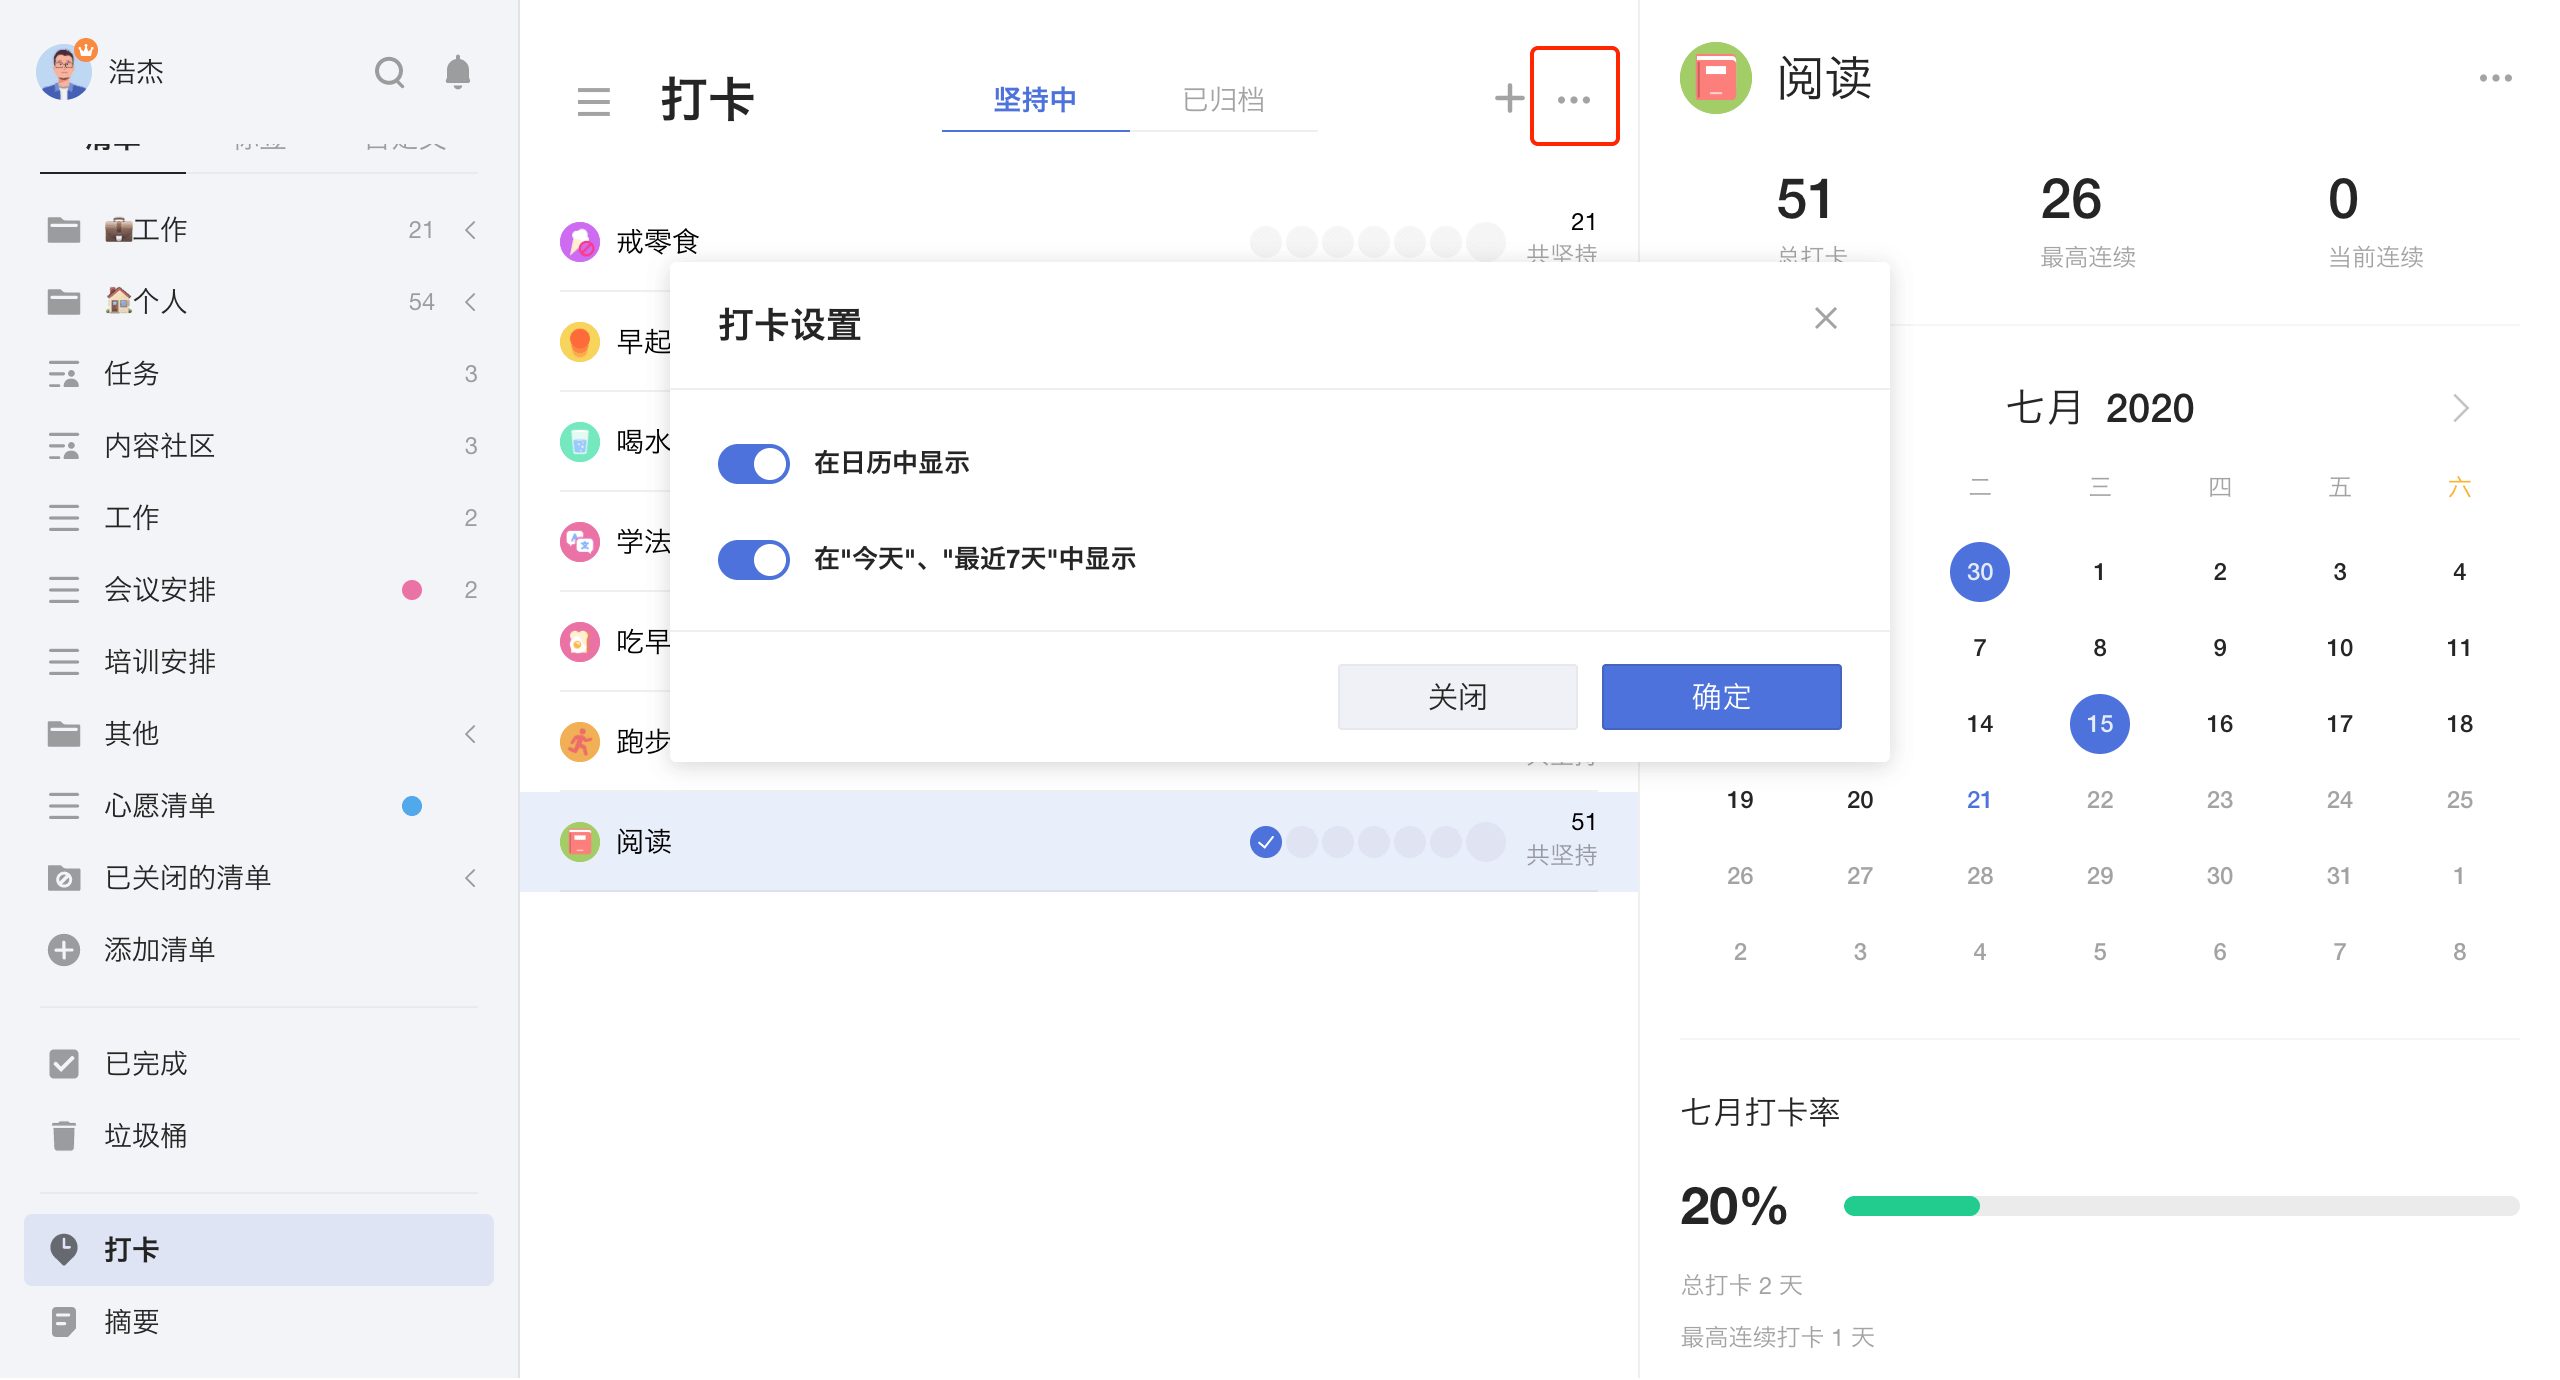 浩杰
清单
🧰工作 21
🏠个人 54
任务 3
内容社区 3
工作 2
会议安排 2
培训安排
其他
心愿清单
已关闭的清单
添加清单
已完成
垃圾桶
打卡
摘要
打卡 坚持中 已归档
戒零食 21
共坚持
早起
喝水
学法
吃早
跑步
阅读 51
共坚持
打卡设置
在日历中显示
在"今天"、"最近7天"中显示
关闭 确定
阅读
51 26 0
总打卡 最高连续 当前连续
七月 2020
二 三 四 五 六
30 1 2 3 4
7 8 9 10 11
14 15 16 17 18
19 20 21 22 23 24 25
26 27 28 29 30 31 1
2 3 4 5 6 7 8
七月打卡率
20%
总打卡 2 天
最高连续打卡 1 天